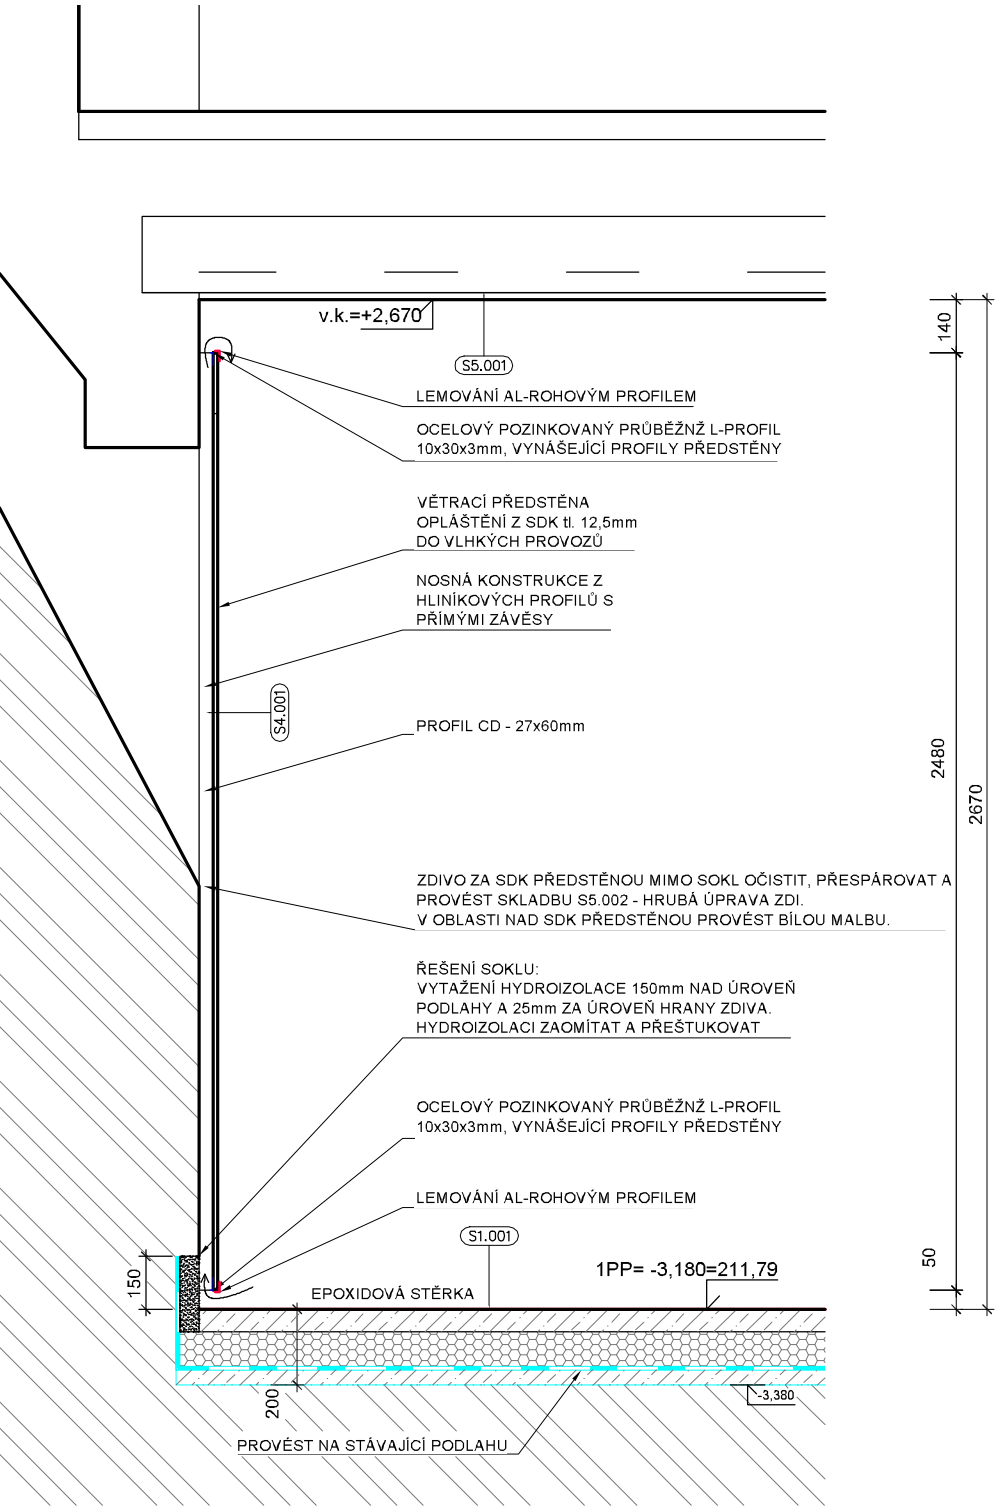 v.k.=+2,670
140
S5.001
LEMOVÁNÍ AL-ROHOVÝM PROFILEM
OCELOVÝ POZINKOVANÝ PRŮBĚŽNŽ L-PROFIL
10x30x3mm, VYNÁŠEJÍCÍ PROFILY PŘEDSTĚNY
VĚTRACÍ PŘEDSTĚNA
OPLÁŠTĚNÍ Z SDK tl. 12,5mm
DO VLHKÝCH PROVOZŮ
NOSNÁ KONSTRUKCE Z
HLINÍKOVÝCH PROFILŮ S
PŘÍMÝMI ZÁVĚSY
S4.001
PROFIL CD - 27x60mm
2480
2670
ZDIVO ZA SDK PŘEDSTĚNOU MIMO SOKL OČISTIT, PŘESPÁROVAT A
PROVÉST SKLADBU S5.002 - HRUBÁ ÚPRAVA ZDI.
V OBLASTI NAD SDK PŘEDSTĚNOU PROVÉST BÍLOU MALBU.
ŘEŠENÍ SOKLU:
VYTAŽENÍ HYDROIZOLACE 150mm NAD ÚROVEŇ
PODLAHY A 25mm ZA ÚROVEŇ HRANY ZDIVA.
HYDROIZOLACI ZAOMÍTAT A PŘEŠTUKOVAT
OCELOVÝ POZINKOVANÝ PRŮBĚŽNŽ L-PROFIL
10x30x3mm, VYNÁŠEJÍCÍ PROFILY PŘEDSTĚNY
LEMOVÁNÍ AL-ROHOVÝM PROFILEM
S1.001
50
1PP= -3,180=211,79
150
EPOXIDOVÁ STĚRKA
200
-3,380
PROVÉST NA STÁVAJÍCÍ PODLAHU